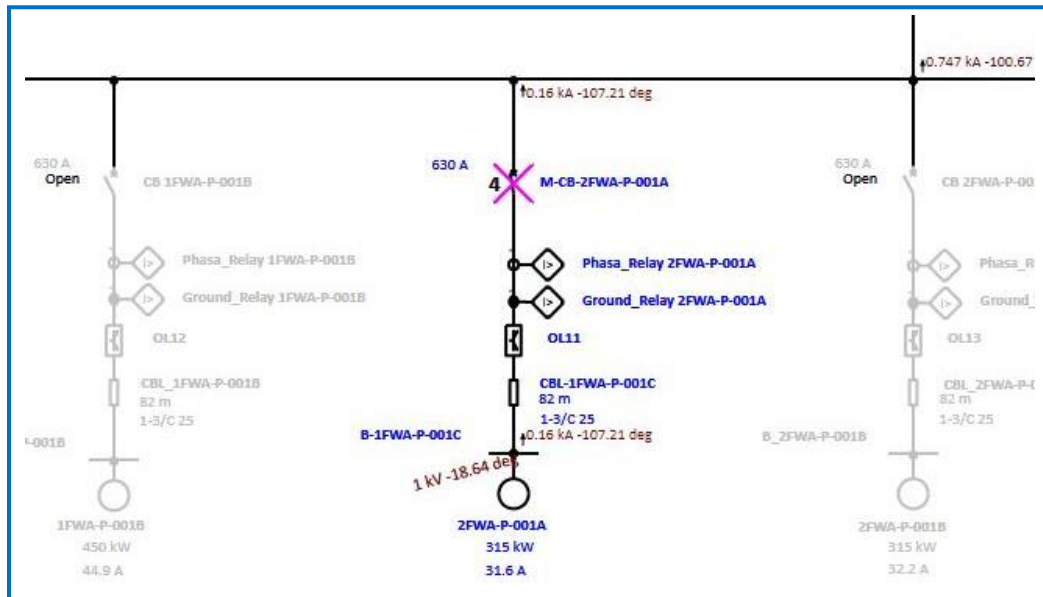 0.747 kA -100.67
0.16 kA -107.21 deg
630 A
Open
CB 1FWA-P-001B
630 A
4
M-CB-2FWA-P-001A
630 A
Open
CB 2FWA-P-00
Phasa_Relay 1FWA-P-001B
Phasa_Relay 2FWA-P-001A
Phasa_R
Ground_Relay 1FWA-P-001B
Ground_Relay 2FWA-P-001A
Ground_
OL12
OL11
OL13
CBL_1FWA-P-001B
82 m
1-3/C 25
CBL-1FWA-P-001C
82 m
1-3/C 25
CBL_2FWA-P-0
82 m
1-3/C 25
P-001B
B-1FWA-P-001C
0.16 kA -107.21 deg
B_2FWA-P-001B
1 kV -18.64 deg
1FWA-P-001B
450 kW
44.9 A
2FWA-P-001A
315 kW
31.6 A
2FWA-P-001B
315 kW
32.2 A